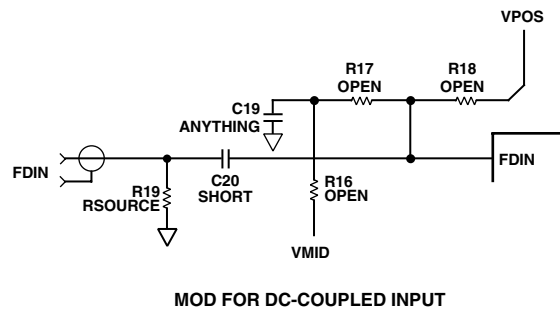 VPOS
R17
OPEN
R18
OPEN
C19
ANYTHING
FDIN
C20
SHORT
R19
RSOURCE
R16
OPEN
FDIN
VMID
MOD FOR DC-COUPLED INPUT